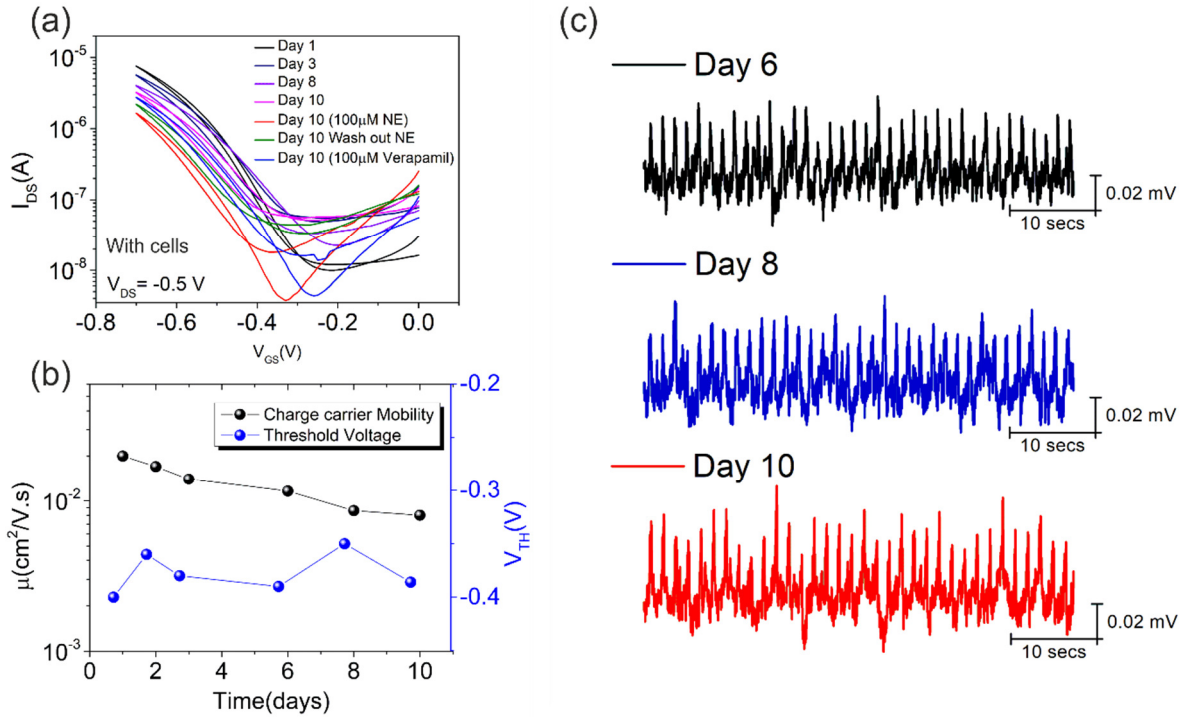 (a)
10⁻⁵
10⁻⁶
10⁻⁷
10⁻⁸
I_DS(A)
Day 1
Day 3
Day 8
Day 10
Day 10 (100μM NE)
Day 10 Wash out NE
Day 10 (100μM Verapamil)
With cells
V_DS= -0.5 V
-0.8 -0.6 -0.4 -0.2 0.0
V_GS(V)
(b)
Charge carrier Mobility
Threshold Voltage
10⁻²
10⁻³
μ(cm²/V.s)
-0.2
-0.3
-0.4
V_TH(V)
0 2 4 6 8 10
Time(days)
(c)
Day 6
0.02 mV
10 secs
Day 8
0.02 mV
10 secs
Day 10
0.02 mV
10 secs